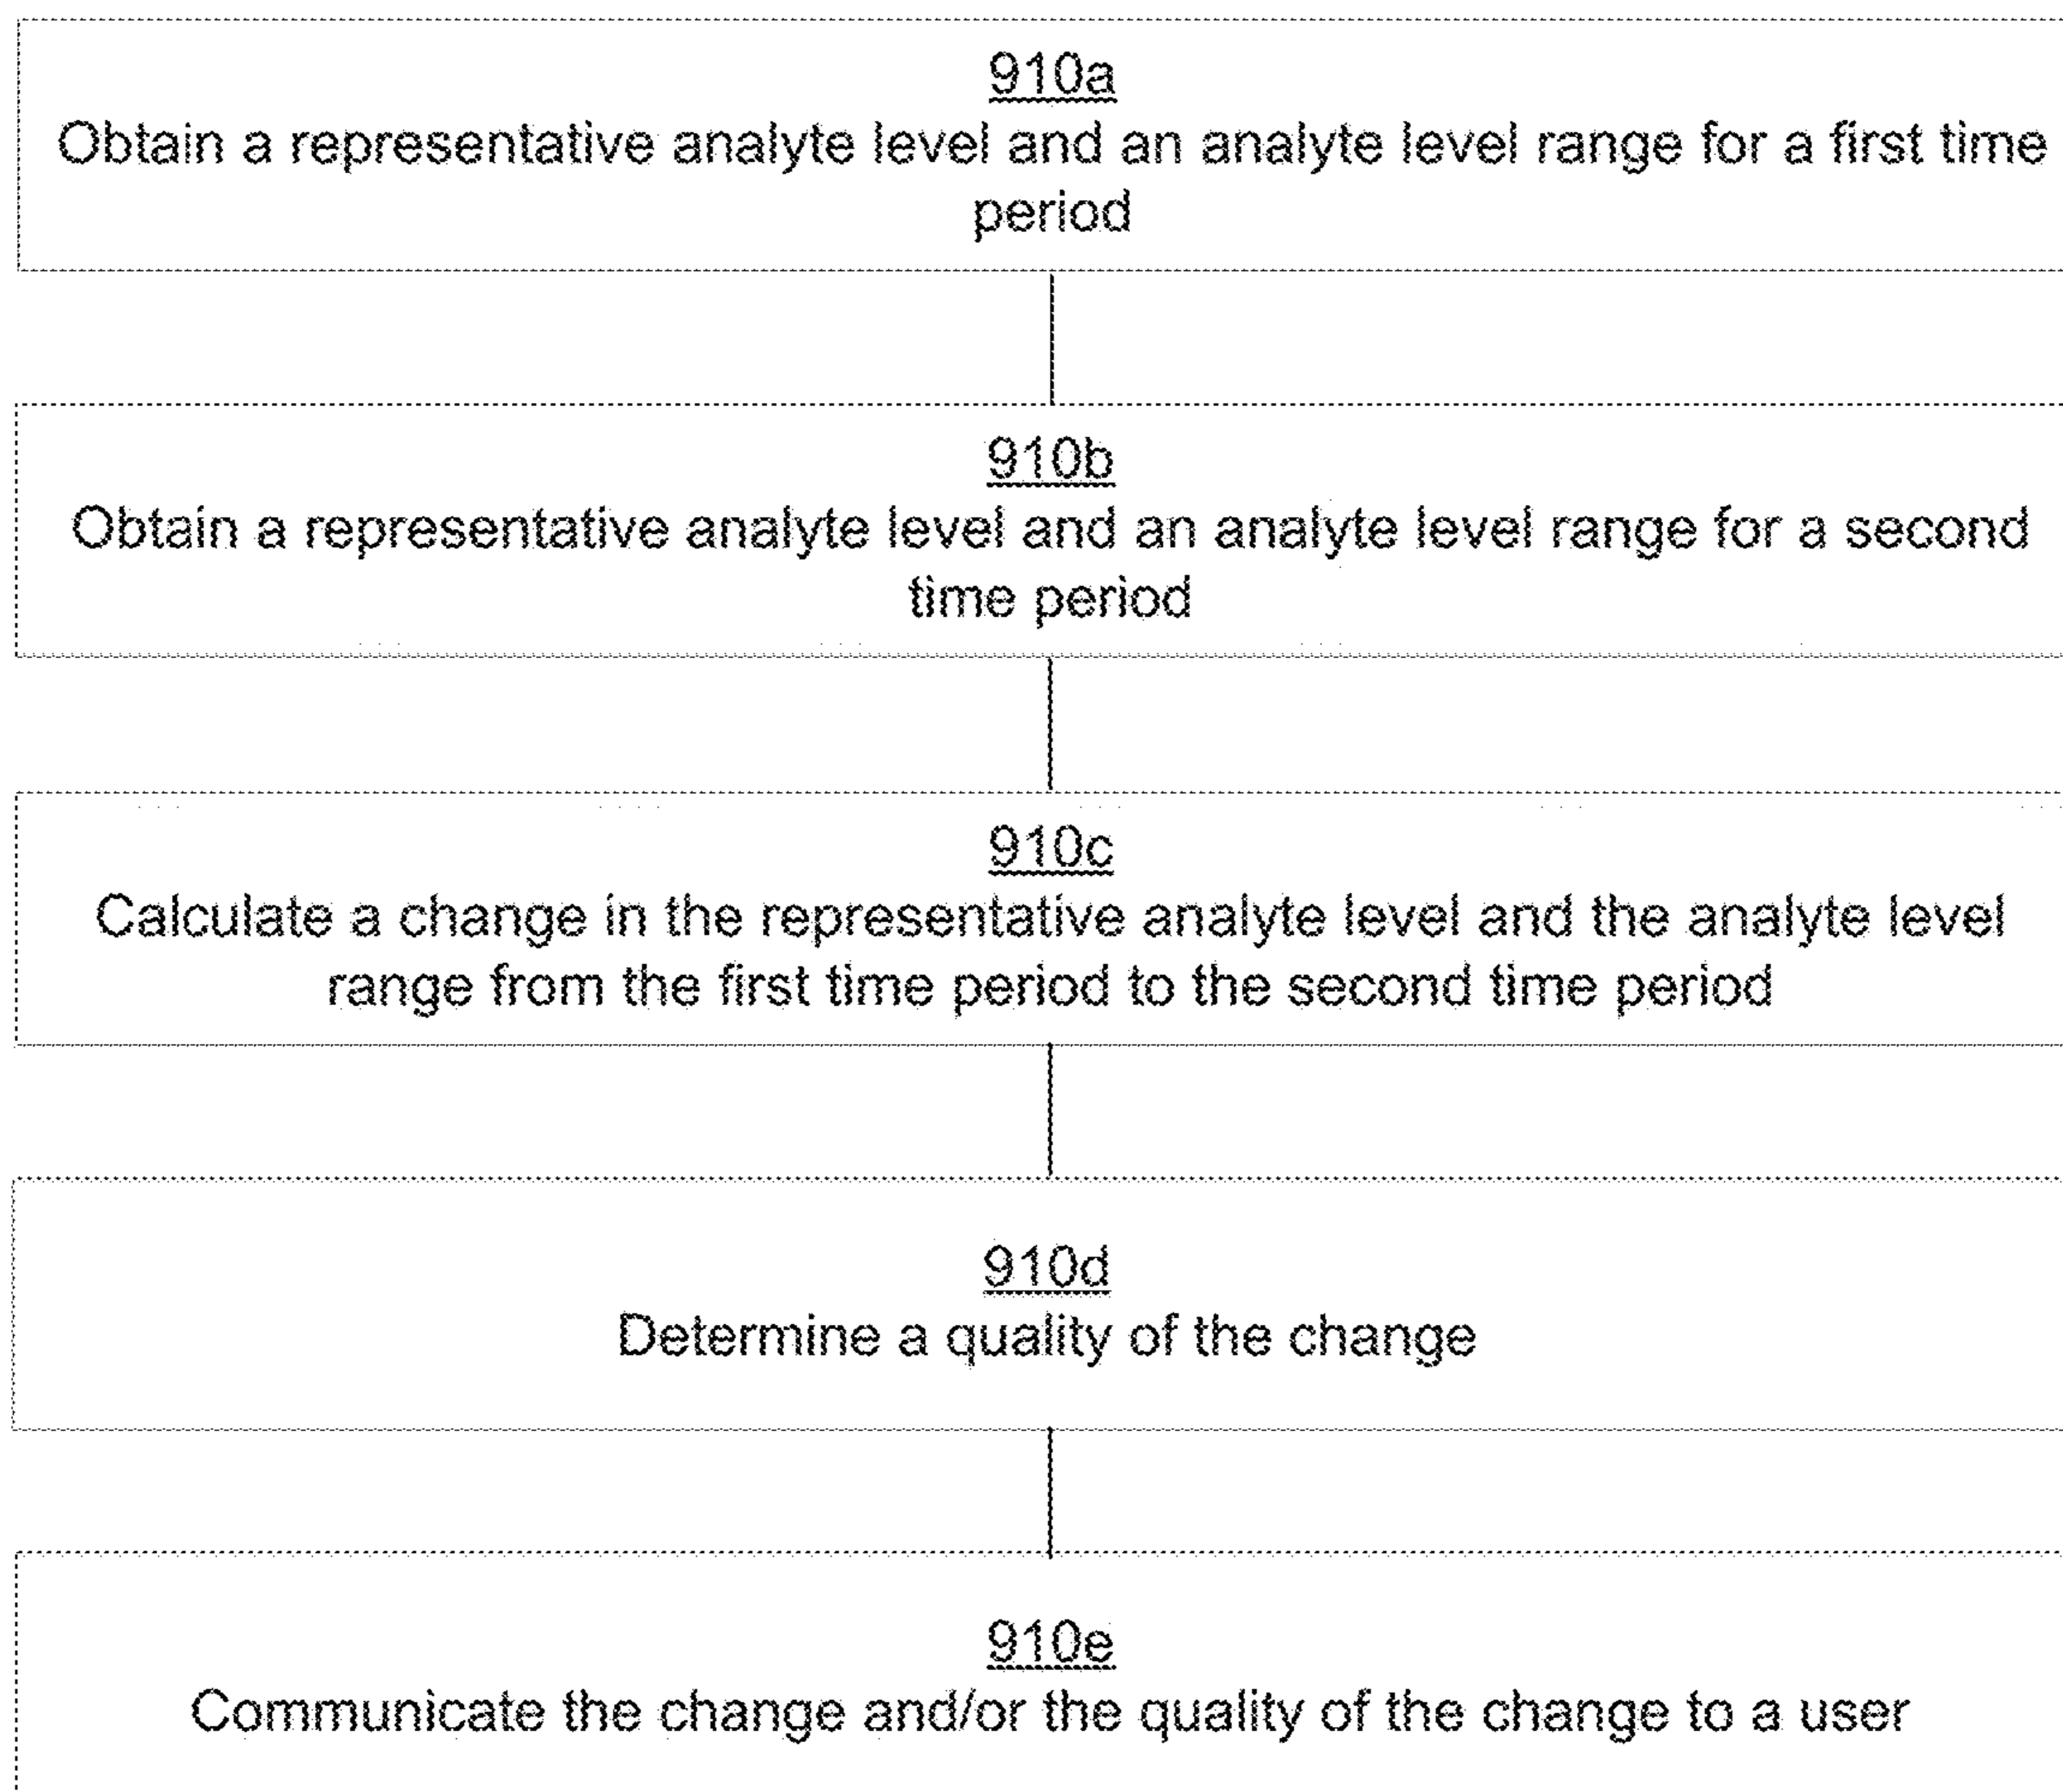 910a
Obtain a representative analyte level and an analyte level range for a first time
period
910b
Obtain a representative analyte level and an analyte level range for a second
time period
910c
Calculate a change in the representative analyte level and the analyte level
range from the first time period to the second time period
910d
Determine a quality of the change
910e
Communicate the change and/or the quality of the change to a user